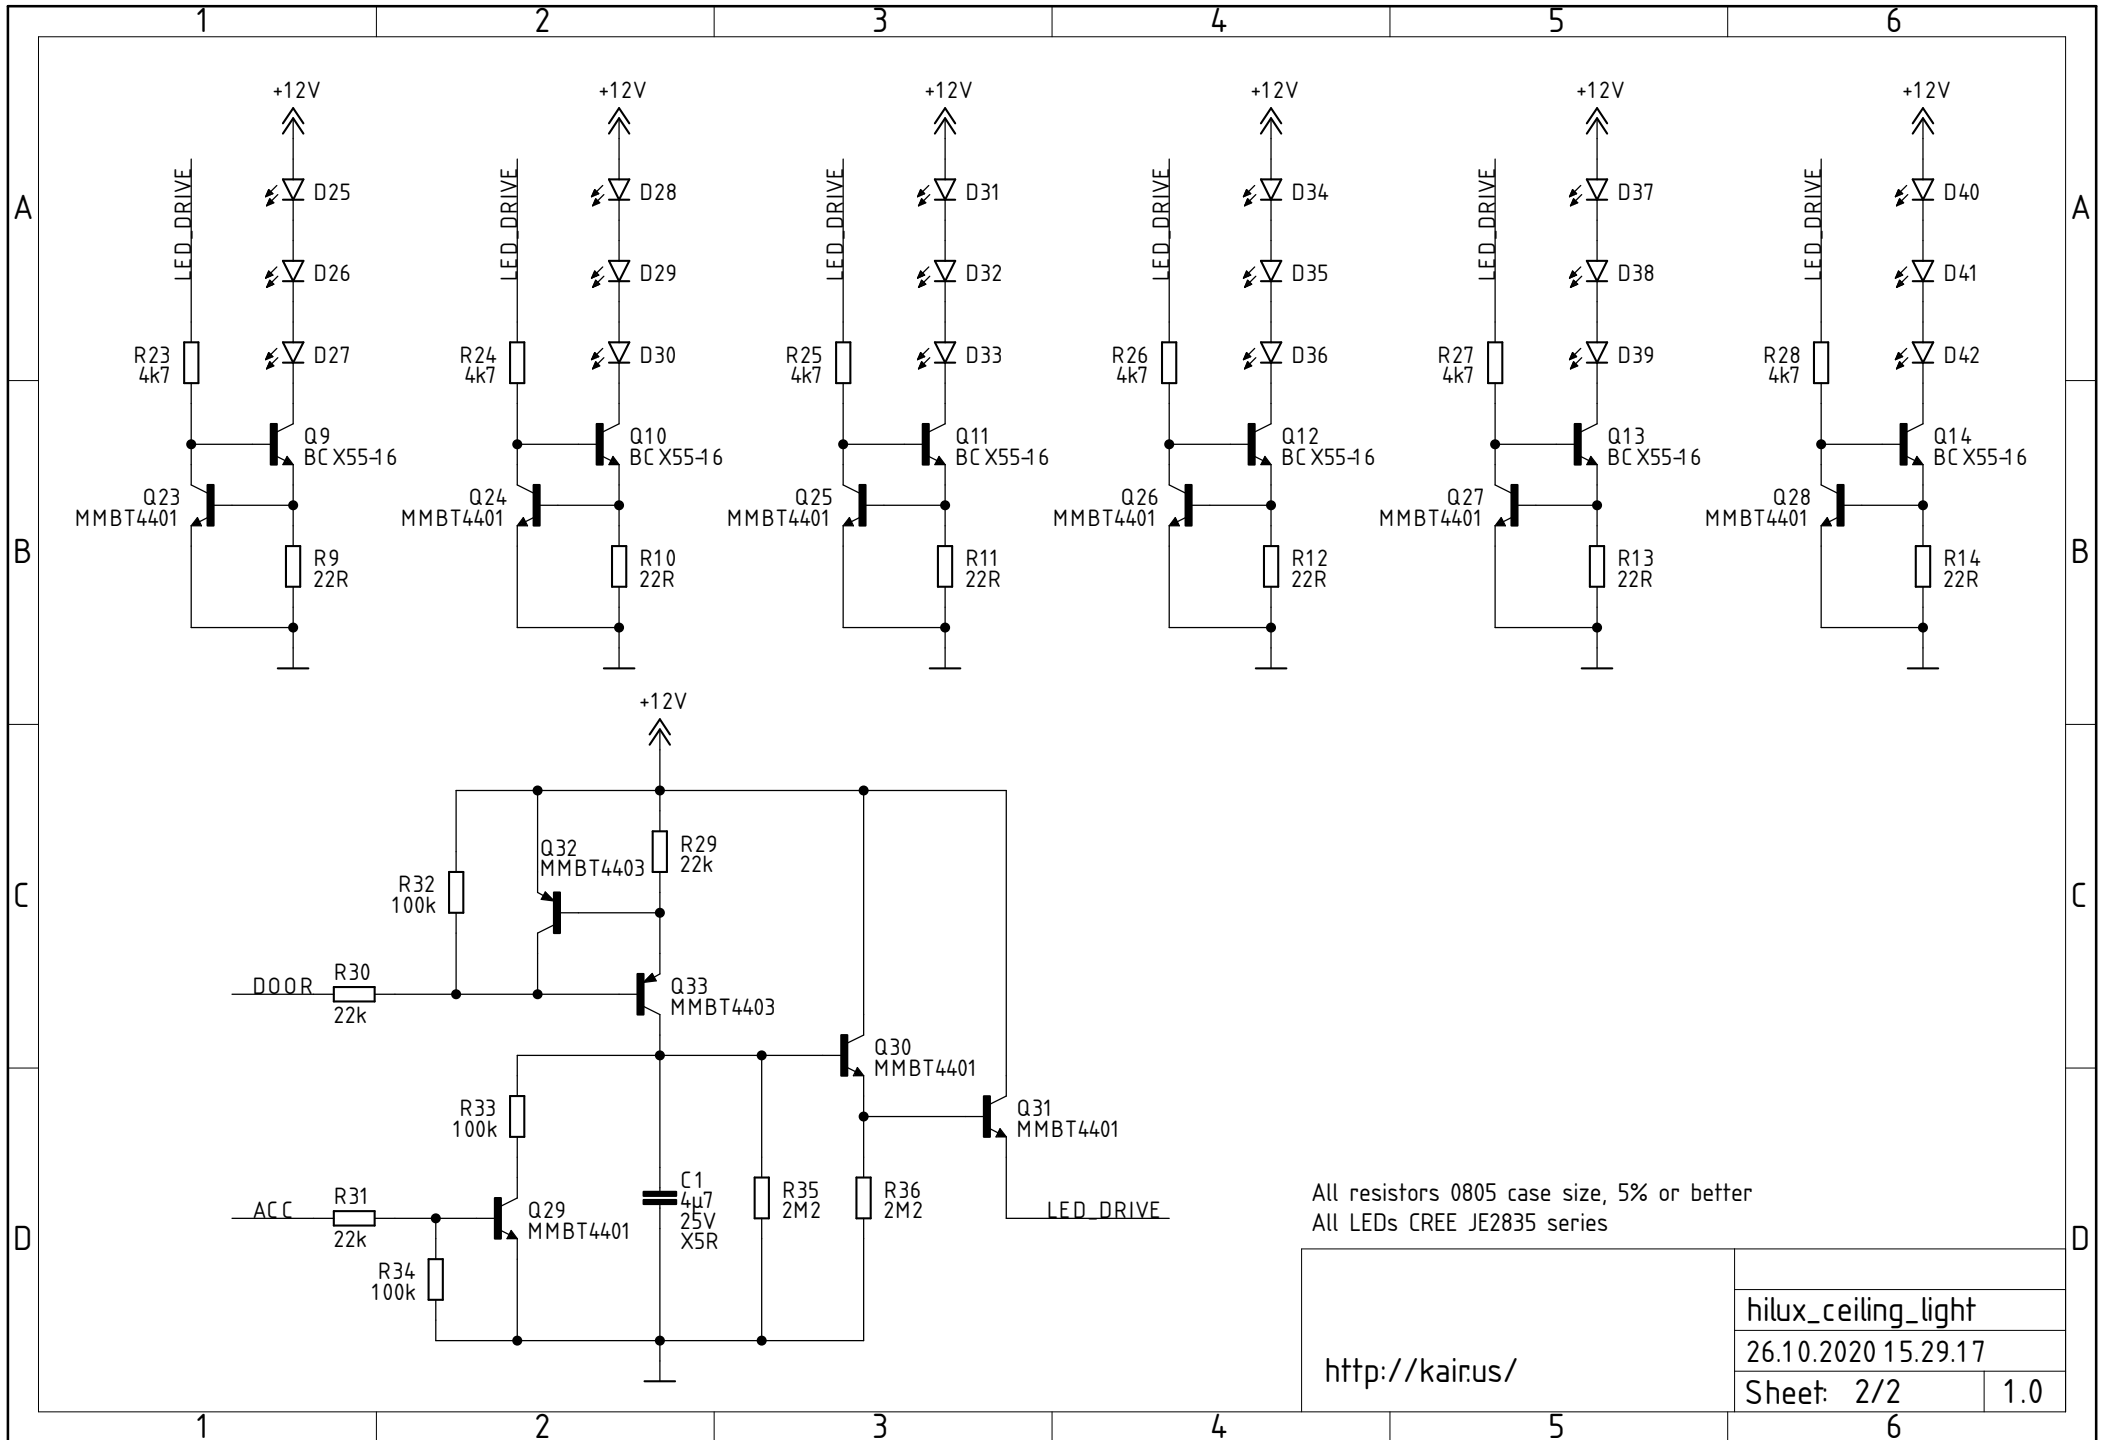 1 2 3 4 5 6
+12V +12V +12V +12V +12V +12V
LED_DRIVE LED_DRIVE LED_DRIVE LED_DRIVE LED_DRIVE LED_DRIVE
D25 D28 D31 D34 D37 D40
A A
D26 D29 D32 D35 D38 D41
R23 D27 R24 D30 R25 D33 R26 D36 R27 D39 R28 D42
4k7 4k7 4k7 4k7 4k7 4k7
Q9 Q10 Q11 Q12 Q13 Q14
BCX55-16 BCX55-16 BCX55-16 BCX55-16 BCX55-16 BCX55-16
Q23 Q24 Q25 Q26 Q27 Q28
MMBT4401 MMBT4401 MMBT4401 MMBT4401 MMBT4401 MMBT4401
B B
R9 R10 R11 R12 R13 R14
22R 22R 22R 22R 22R 22R
+12V
Q32
MMBT4403
R29
22k
R32
100k
C C
DOOR
R30
22k
Q33
MMBT4403
Q30
MMBT4401
R33
100k
Q31
MMBT4401
ACC
R31
22k
Q29
MMBT4401
C1
4µ7
25V
X5R
R35
2M2
R36
2M2
LED_DRIVE
R34
100k
D D
All resistors 0805 case size, 5% or better
All LEDs CREE JE2835 series
hilux_ceiling_light
26.10.2020 15.29.17
http://kair.us/
Sheet: 2/2 1.0
1 2 3 4 5 6